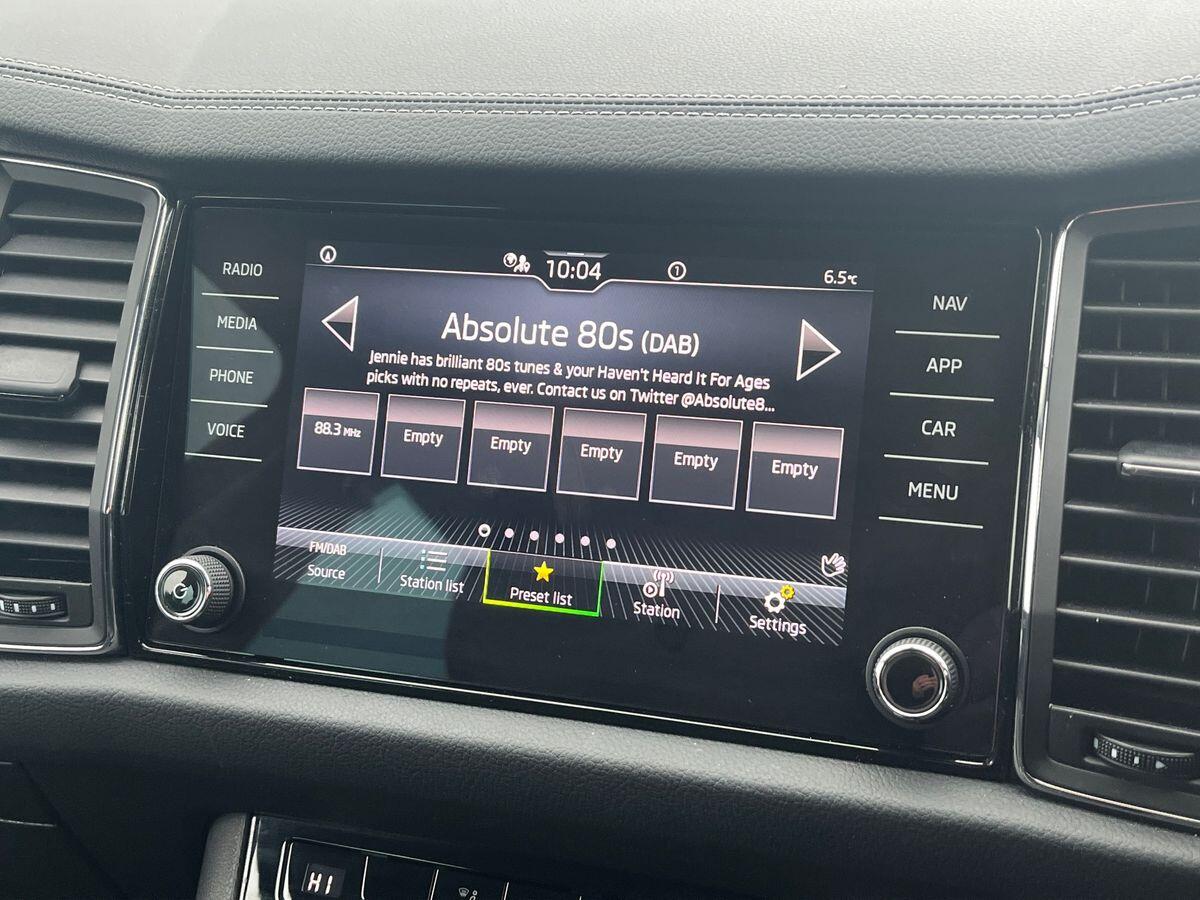 RADIO
MEDIA
PHONE
VOICE
10:04
1
6.5°C
Absolute 80s (DAB)
Jennie has brilliant 80s tunes & your Haven't Heard It For Ages
picks with no repeats, ever. Contact us on Twitter @Absolute8...
88.3 MHz
Empty
Empty
Empty
Empty
Empty
FM/DAB
Source
Station list
Preset list
Station
Settings
NAV
APP
CAR
MENU
HI